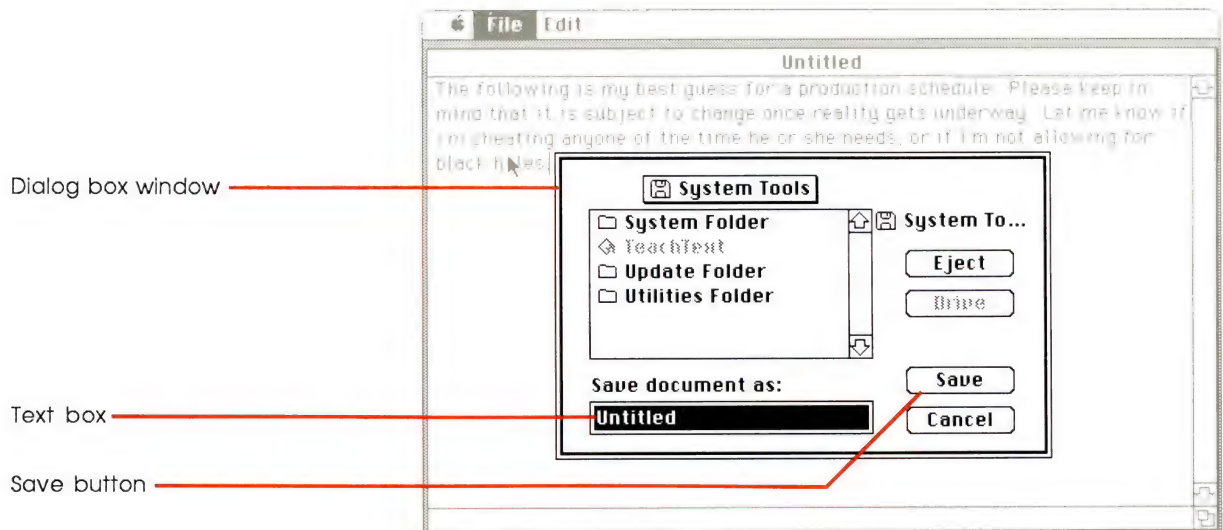 File Edit
Untitled
The following is my best guess for a production schedule. Please keep in
mind that it is subject to change once reality gets underway. Let me know if
I'm cheating anyone of the time he or she needs, or if I'm not allowing for
black holes.
Dialog box window
System Tools
System Folder
TeachText
Update Folder
Utilities Folder
System To...
Eject
Drive
Save document as:
Untitled
Save
Cancel
Text box
Save button